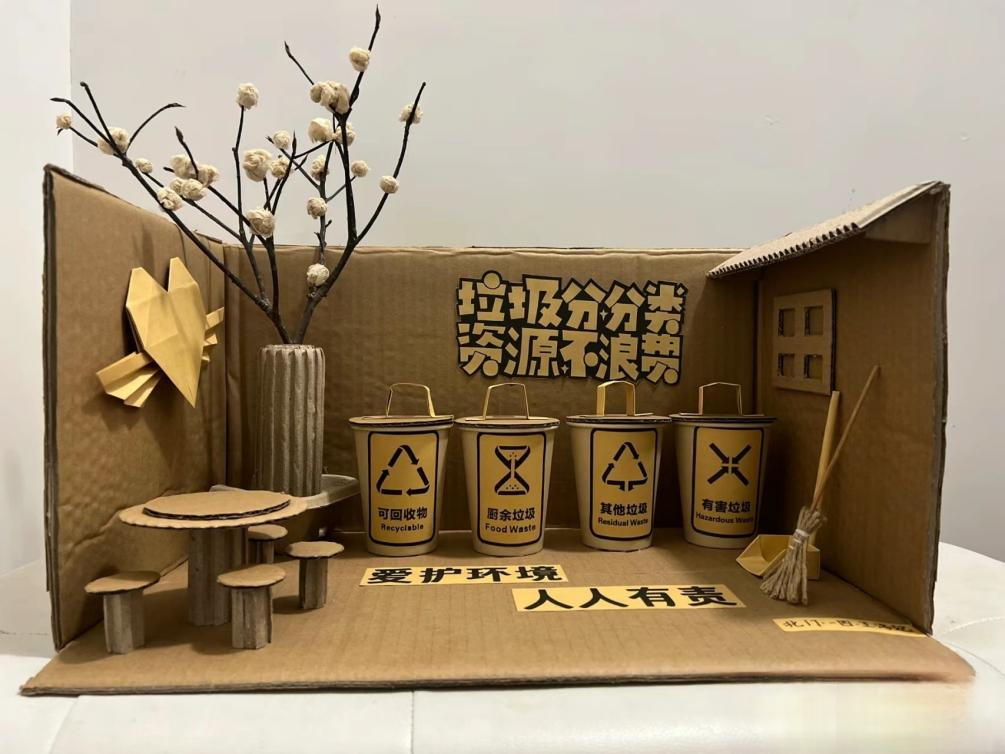 垃圾分分类
资源不浪费
可回收物
Recyclable
厨余垃圾
Food Waste
其他垃圾
Residual Waste
有害垃圾
Hazardous Waste
爱护环境
人人有责